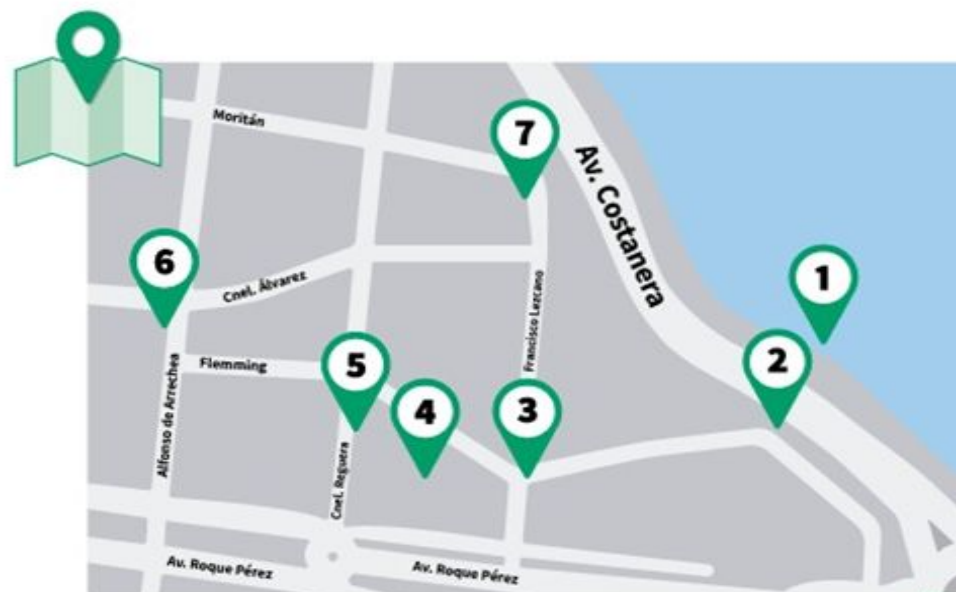 Moritán
7
Av. Costanera
6
1
Cnel. Álvarez
Francisco Lezcano
2
Flemming
5
Alfonso de Arrechea
4
3
Cnel. Reguera
Av. Roque Pérez
Av. Roque Pérez